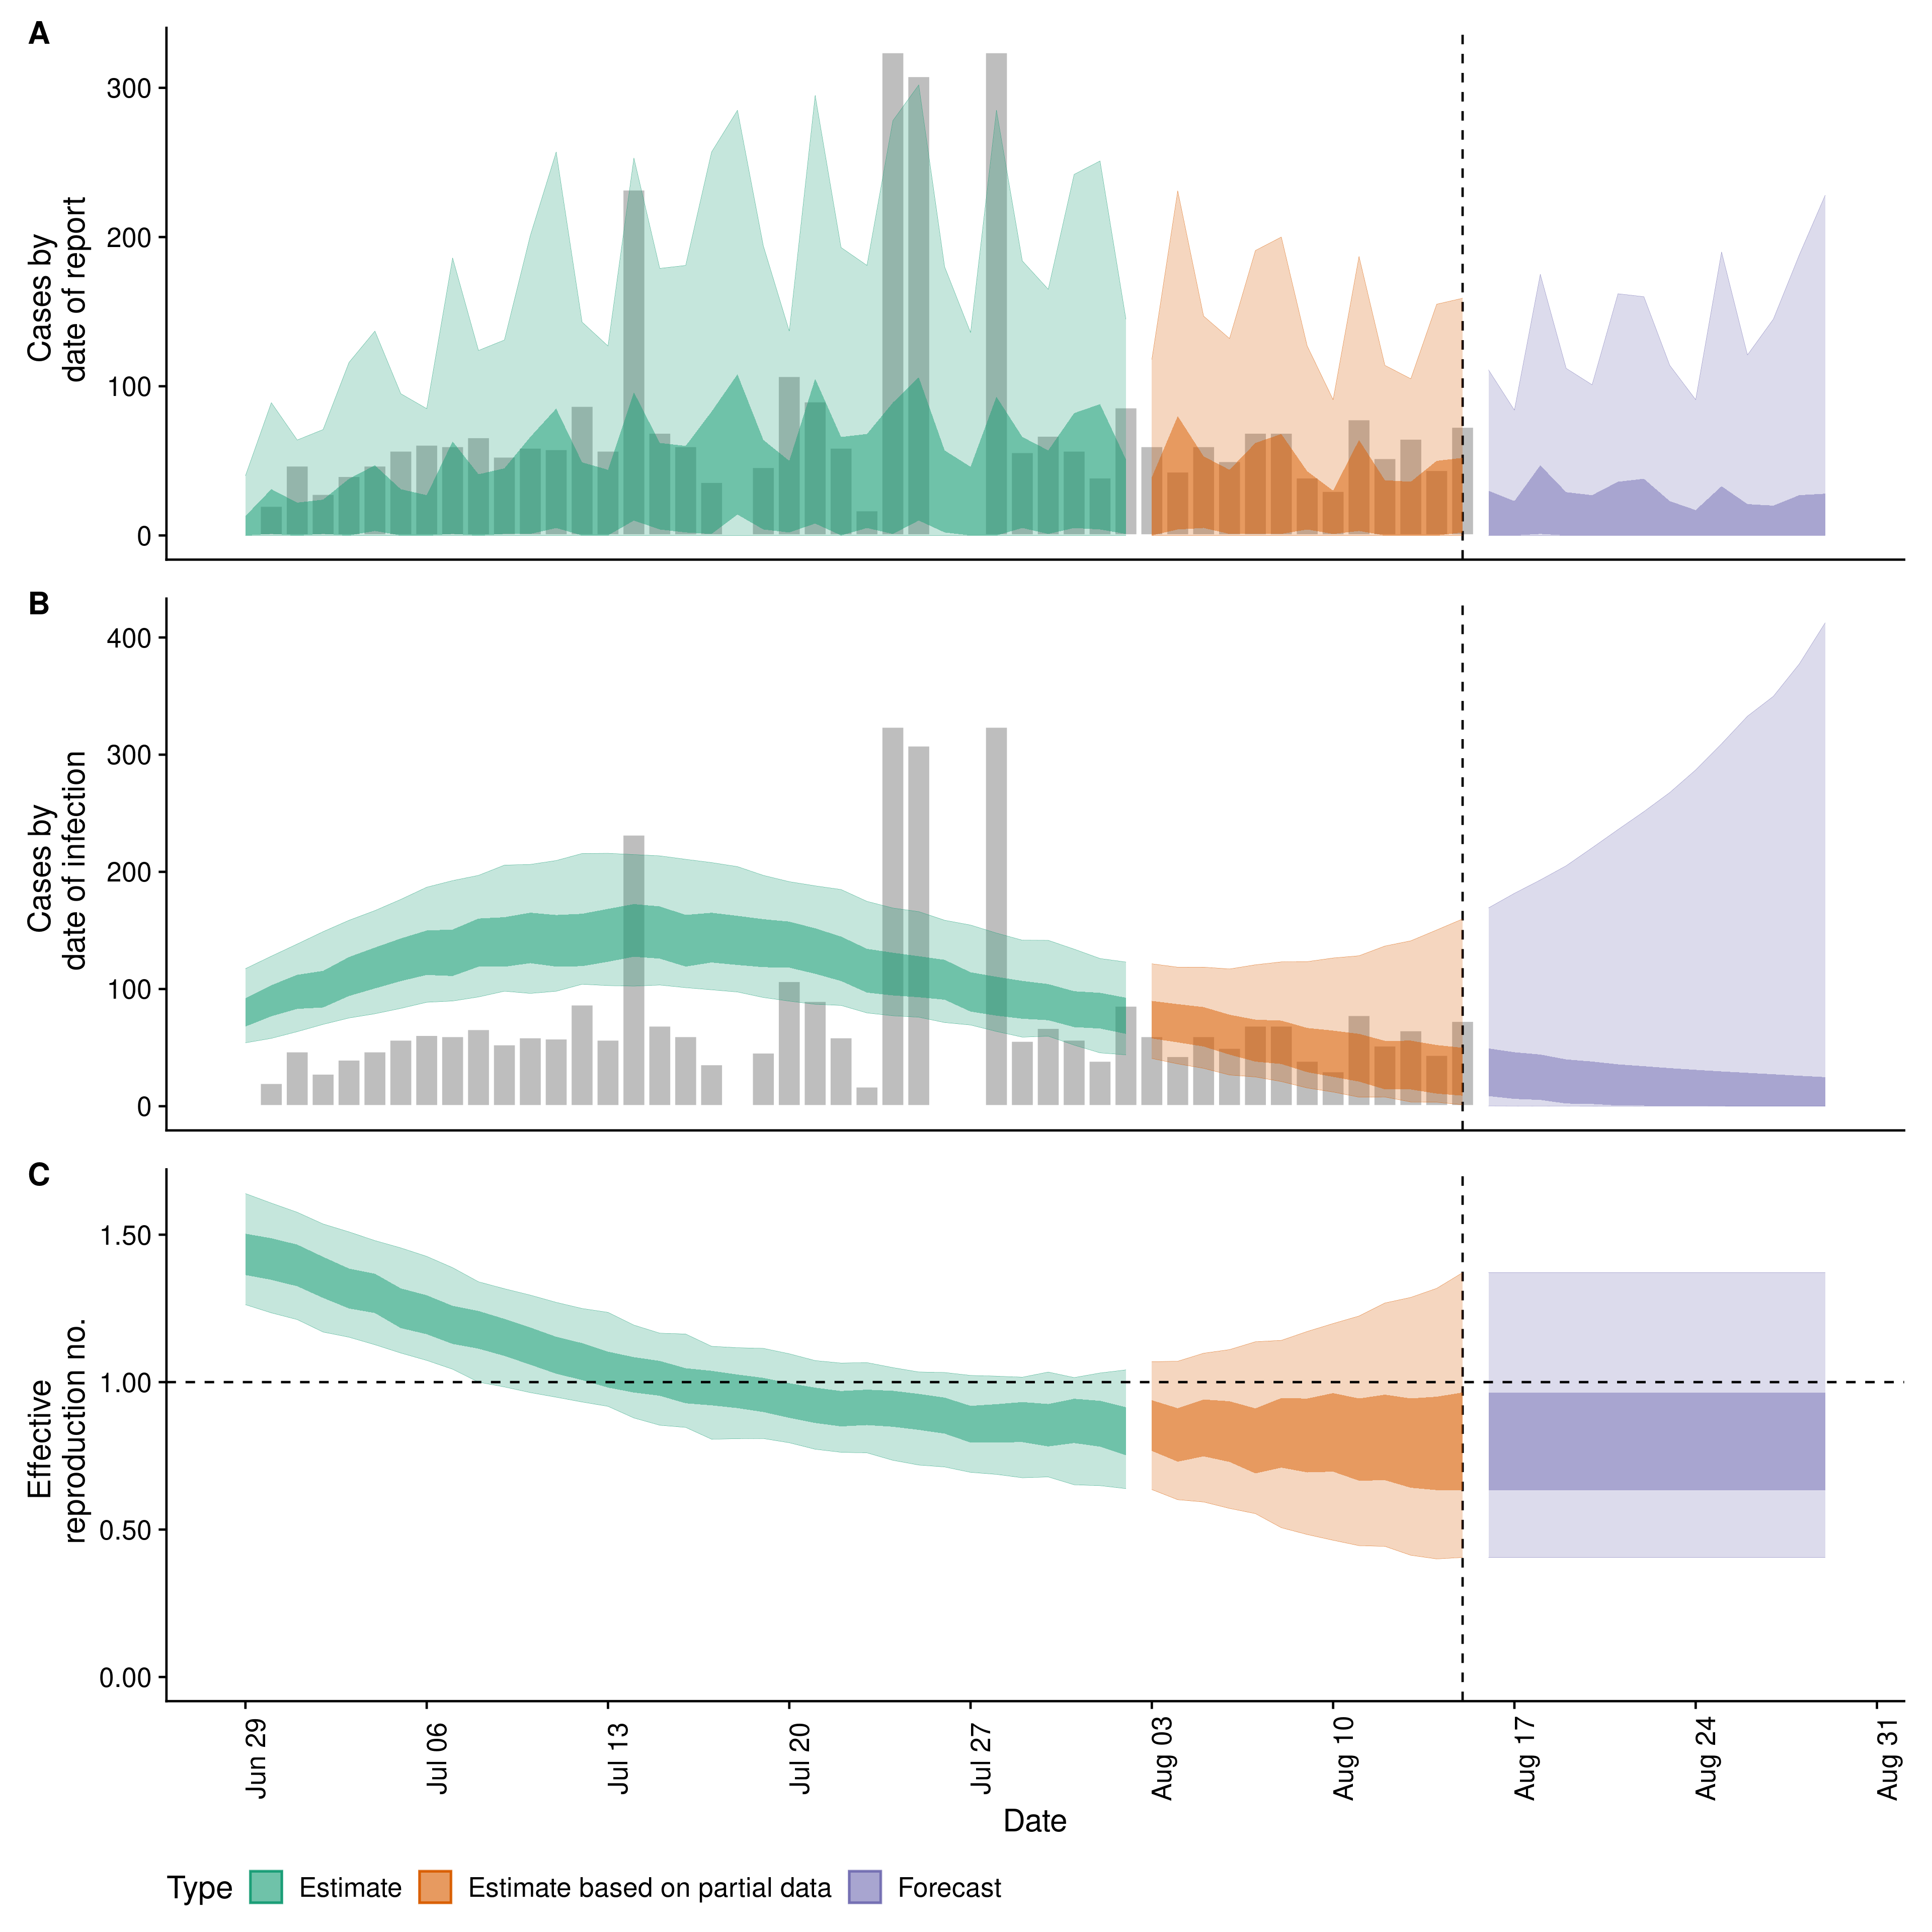 A
Cases by
date of report
300
200
100
0
B
Cases by
date of infection
400
300
200
100
0
C
Effective
reproduction no.
1.50
1.00
0.50
0.00
Jun 29
Jul 06
Jul 13
Jul 20
Jul 27
Aug 03
Aug 10
Aug 17
Aug 24
Aug 31
Date
Type Estimate Estimate based on partial data Forecast